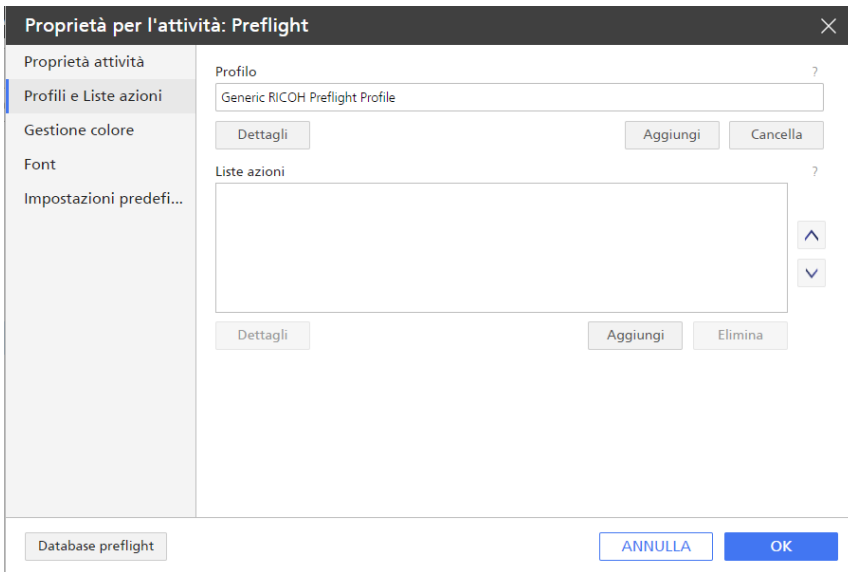 Proprietà per l'attività: Preflight
Proprietà attività
Profili e Liste azioni
Gestione colore
Font
Impostazioni predefi...
Profilo
?
Generic RICOH Preflight Profile
Dettagli
Aggiungi
Cancella
Liste azioni
?
Dettagli
Aggiungi
Elimina
Database preflight
ANNULLA
OK